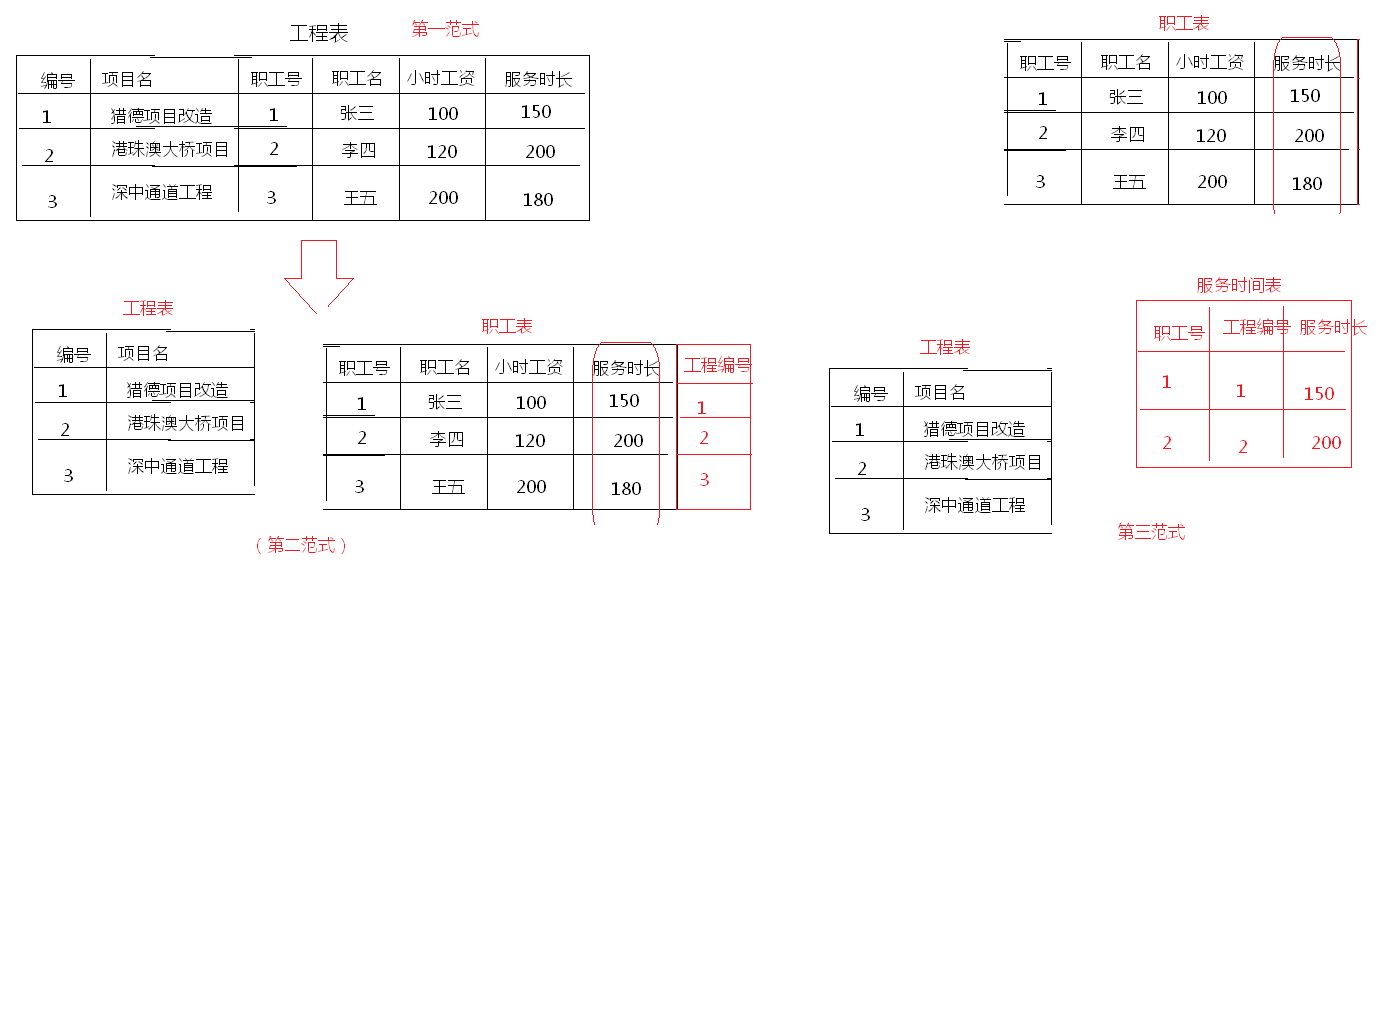 工程表 第一范式
编号 项目名 职工号 职工名 小时工资 服务时长
1 猎德项目改造 1 张三 100 150
2 港珠澳大桥项目 2 李四 120 200
3 深中通道工程 3 王五 200 180
工程表
编号 项目名
1 猎德项目改造
2 港珠澳大桥项目
3 深中通道工程
职工表
职工号 职工名 小时工资 服务时长 工程编号
1 张三 100 150 1
2 李四 120 200 2
3 王五 200 180 3
（第二范式）
职工表
职工号 职工名 小时工资 服务时长
1 张三 100 150
2 李四 120 200
3 王五 200 180
工程表
编号 项目名
1 猎德项目改造
2 港珠澳大桥项目
3 深中通道工程
服务时间表
职工号 工程编号 服务时长
1 1 150
2 2 200
第三范式